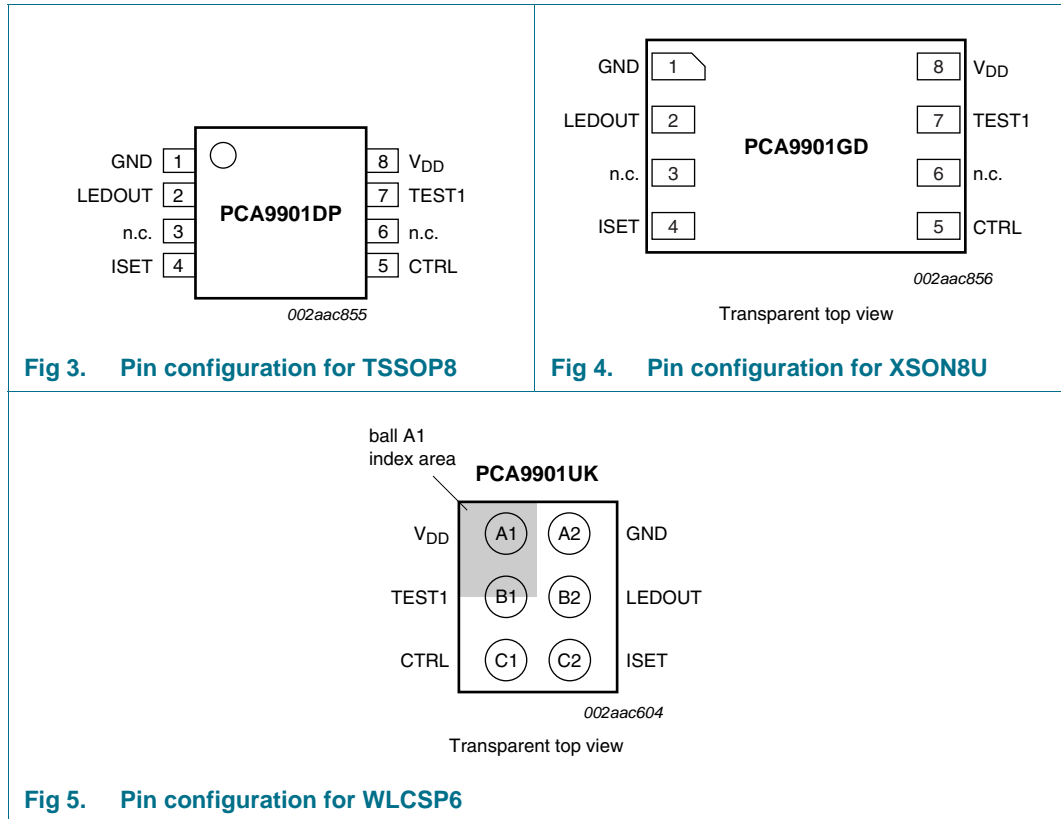 GND 1 8 VDD
LEDOUT 2 7 TEST1
PCA9901DP
n.c. 3 6 n.c.
ISET 4 5 CTRL
002aac855
Fig 3. Pin configuration for TSSOP8
GND 1 8 VDD
LEDOUT 2 7 TEST1
PCA9901GD
n.c. 3 6 n.c.
ISET 4 5 CTRL
002aac856
Transparent top view
Fig 4. Pin configuration for XSON8U
ball A1
index area
PCA9901UK
VDD A1 A2 GND
TEST1 B1 B2 LEDOUT
CTRL C1 C2 ISET
002aac604
Transparent top view
Fig 5. Pin configuration for WLCSP6